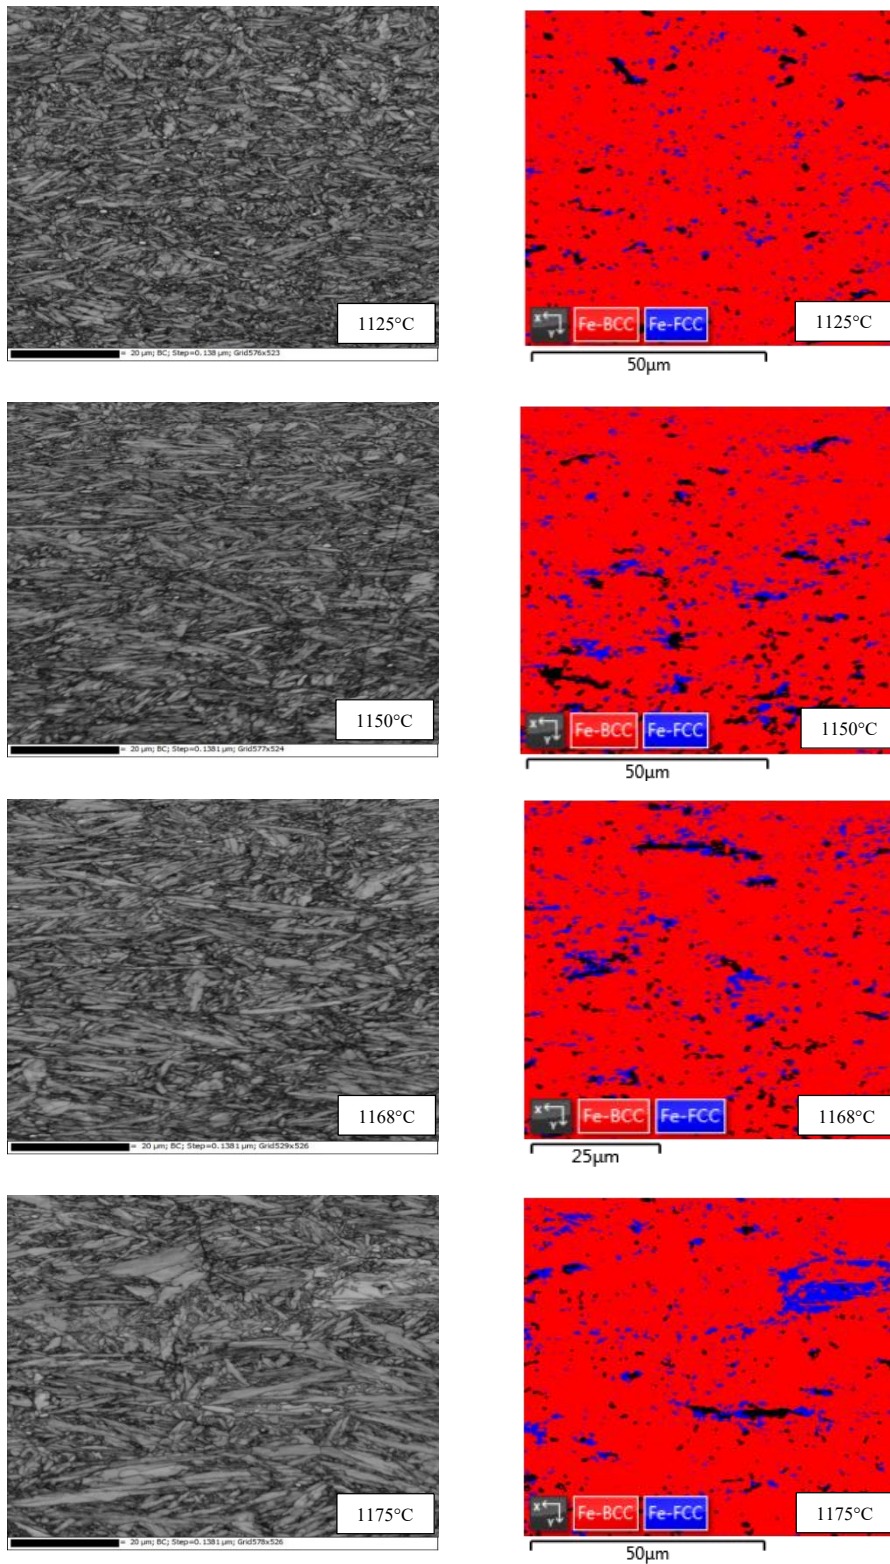 1125°C
= 20 µm; BC; Step=0.138 µm; Grid576x523
X Y Fe-BCC Fe-FCC 1125°C
50µm
1150°C
= 20 µm; BC; Step=0.1381 µm; Grid577x524
X Y Fe-BCC Fe-FCC 1150°C
50µm
1168°C
= 20 µm; BC; Step=0.1381 µm; Grid529x526
X Y Fe-BCC Fe-FCC 1168°C
25µm
1175°C
= 20 µm; BC; Step=0.1381 µm; Grid578x526
X Y Fe-BCC Fe-FCC 1175°C
50µm